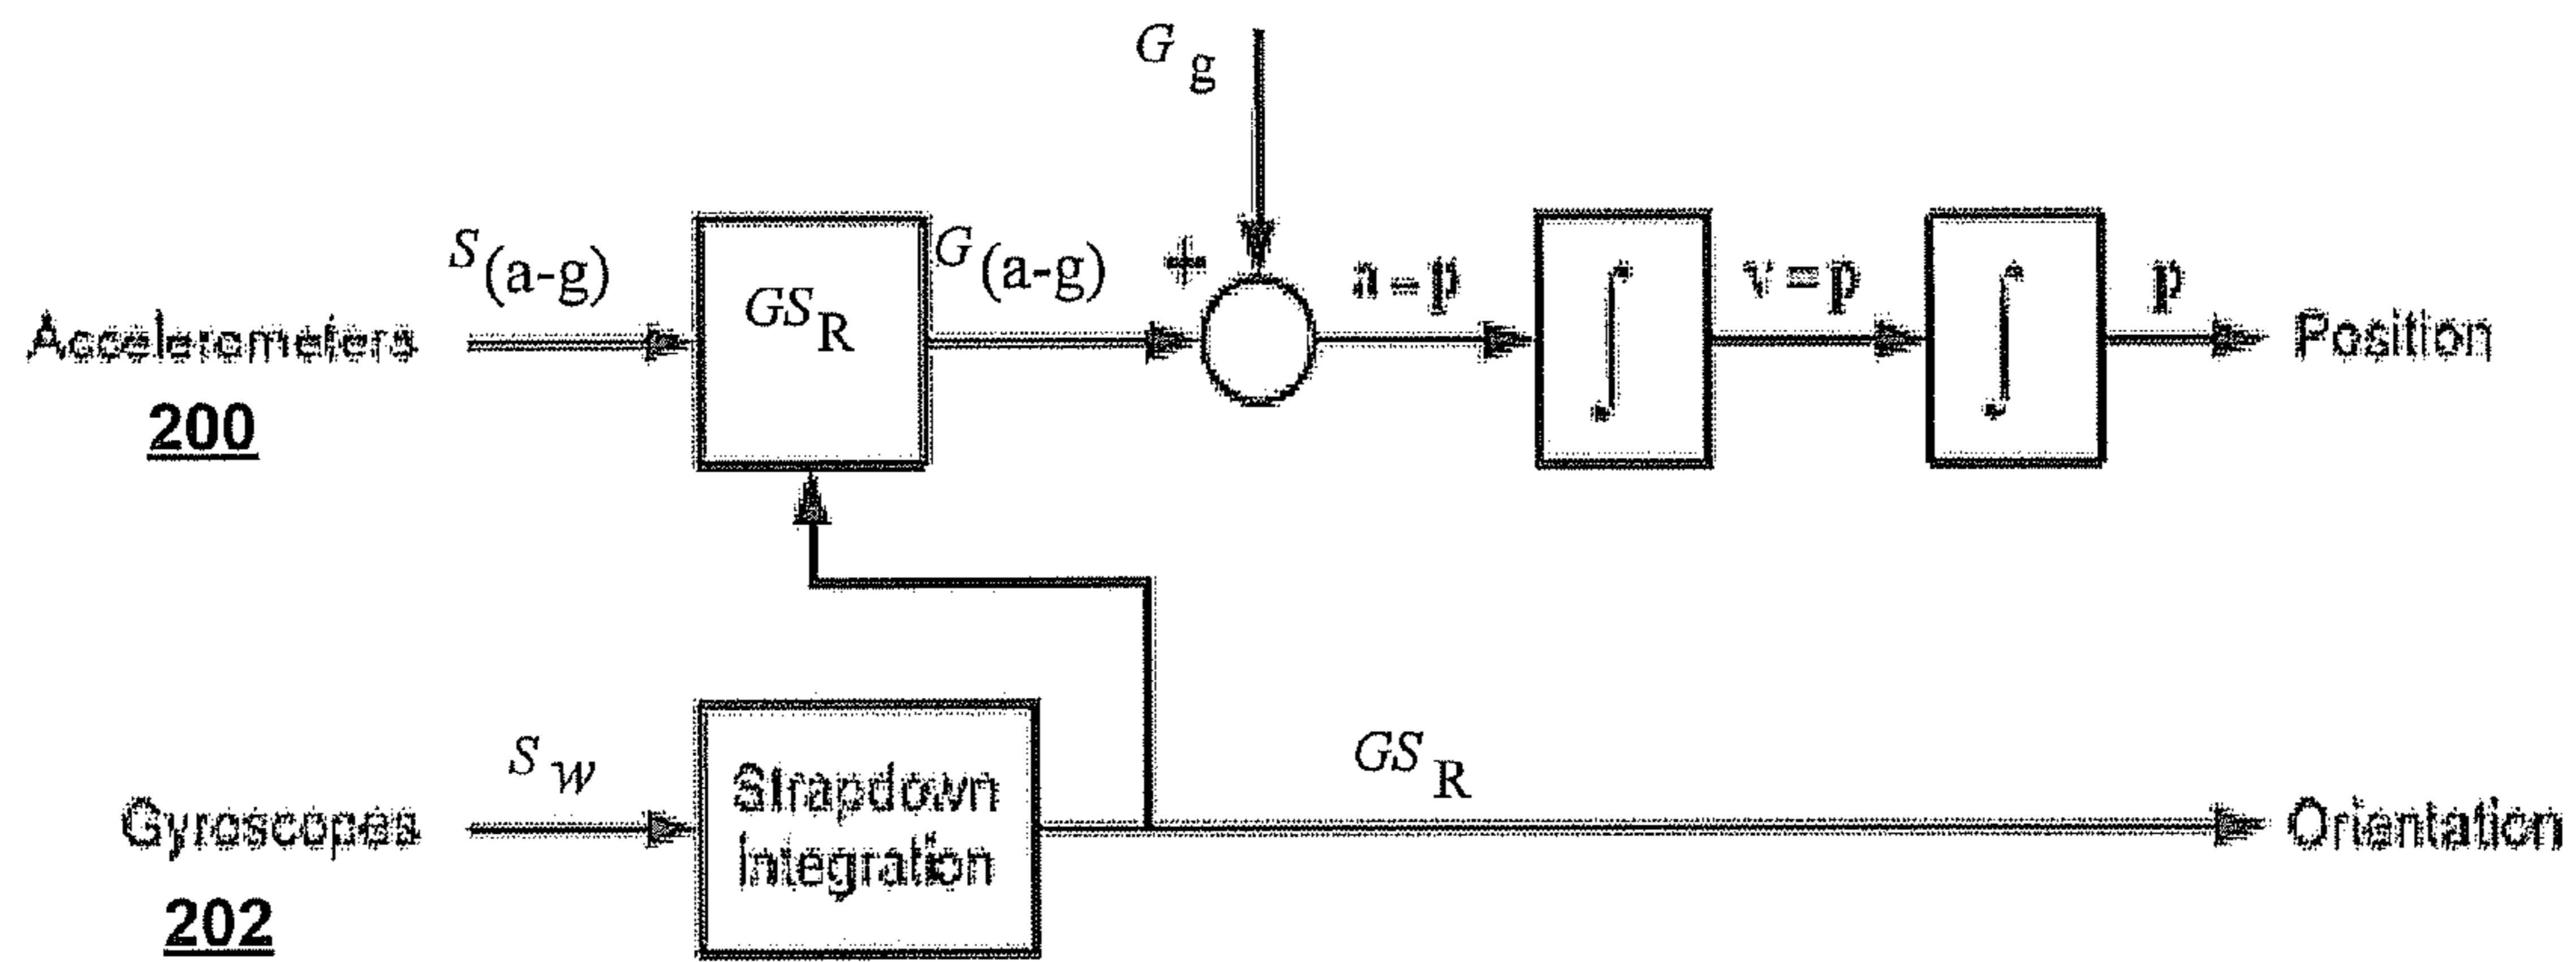 G g
S (a-g)
G (a-g)
+
a = p
v = p
p
GS R
∫
∫
Accelerometers
Position
200
S w
GS R
Strapdown
Integration
Gyroscopes
Orientation
202